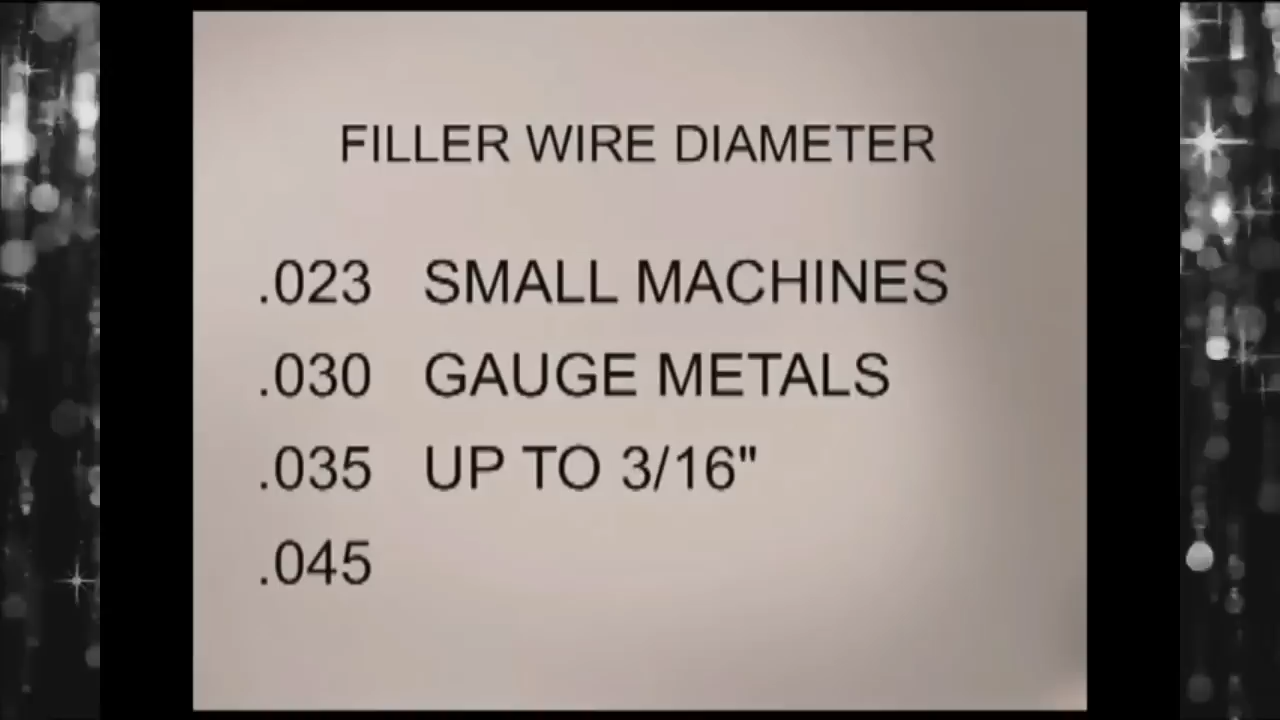 FILLER WIRE DIAMETER
.023 SMALL MACHINES
.030 GAUGE METALS
.035 UP TO 3/16"
.045